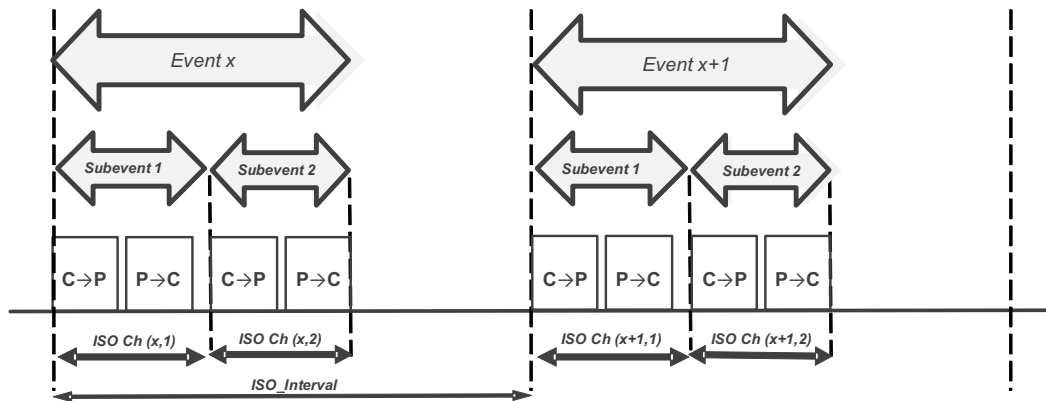 Event x
Event x+1
Subevent 1
Subevent 2
Subevent 1
Subevent 2
C→P
P→C
C→P
P→C
C→P
P→C
C→P
P→C
ISO Ch (x,1)
ISO Ch (x,2)
ISO Ch (x+1,1)
ISO Ch (x+1,2)
ISO_Interval